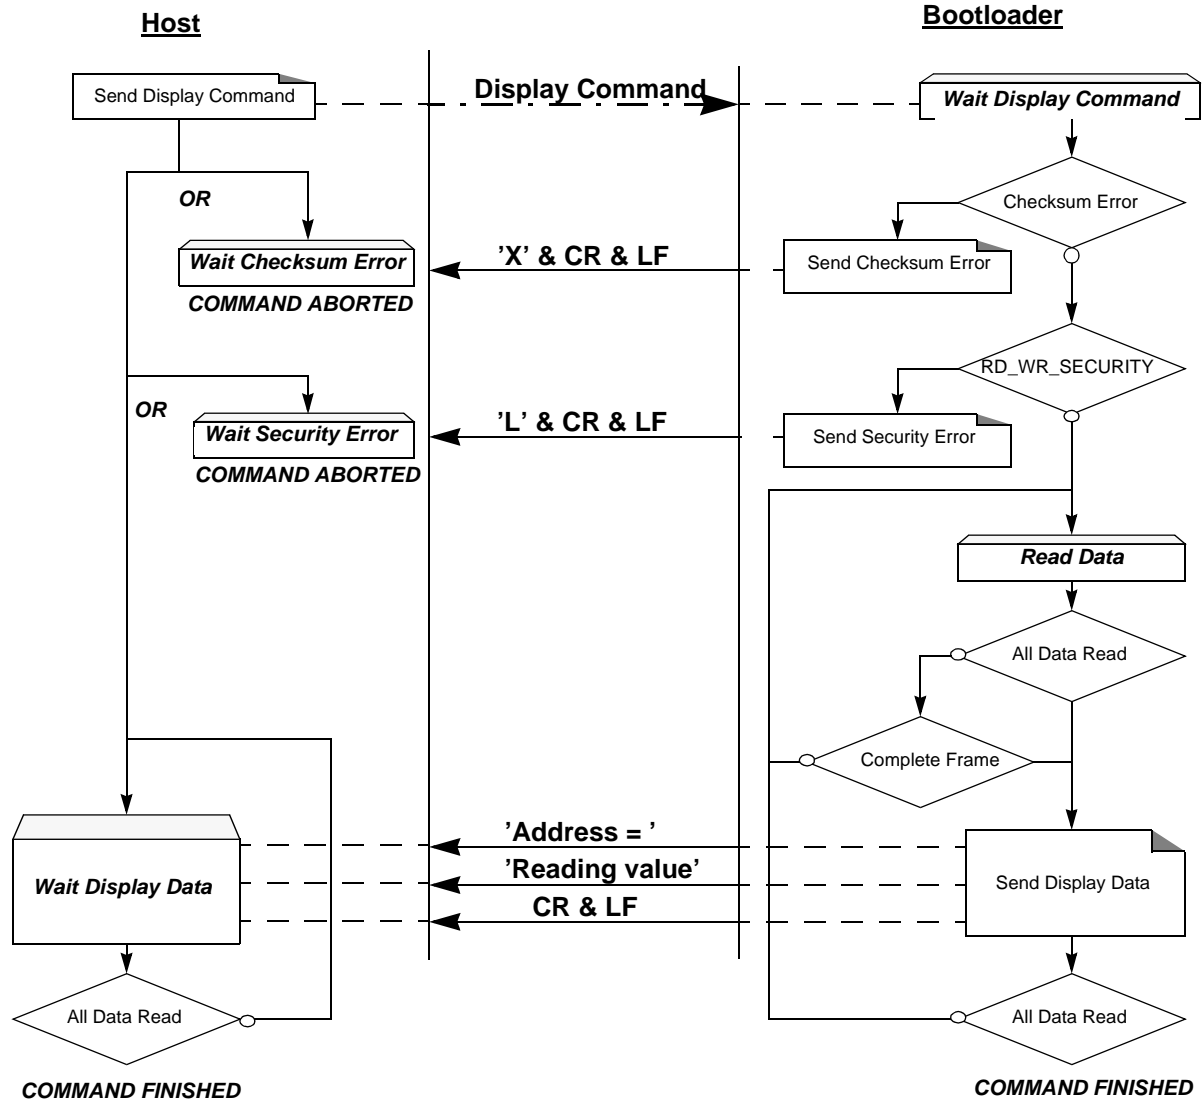 Host
Bootloader
Send Display Command
Display Command
Wait Display Command
OR
Checksum Error
Wait Checksum Error
’X’ & CR & LF
Send Checksum Error
COMMAND ABORTED
RD_WR_SECURITY
OR
Wait Security Error
’L’ & CR & LF
Send Security Error
COMMAND ABORTED
Read Data
All Data Read
Complete Frame
’Address = ’
Wait Display Data
’Reading value’
Send Display Data
CR & LF
All Data Read
All Data Read
COMMAND FINISHED
COMMAND FINISHED